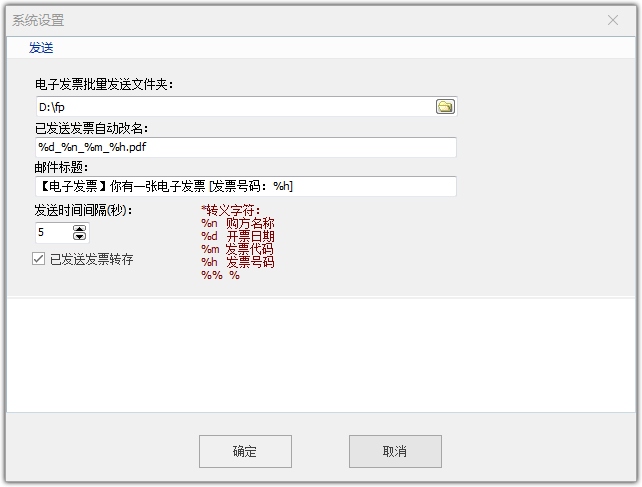 系统设置
发送
电子发票批量发送文件夹：
D:\fp
已发送发票自动改名：
%d_%n_%m_%h.pdf
邮件标题：
【电子发票】你有一张电子发票 [发票号码：%h]
发送时间间隔(秒)：
5
已发送发票转存
*转义字符：
%n 购方名称
%d 开票日期
%m 发票代码
%h 发票号码
%% %
确定
取消